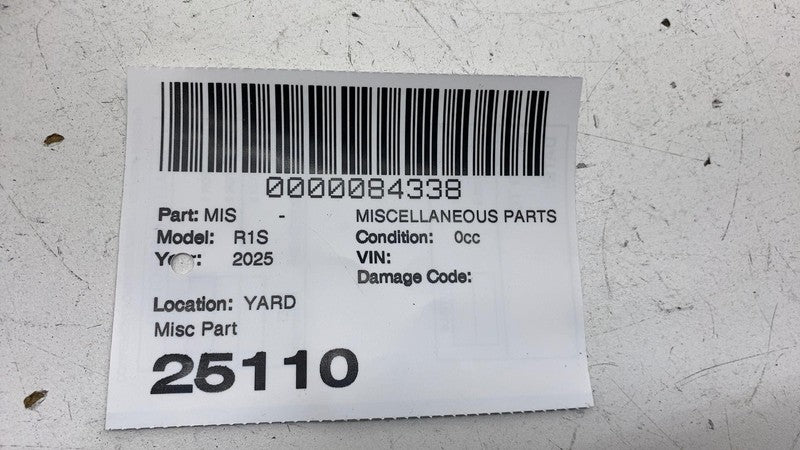 0000084338
Part: MIS - MISCELLANEOUS PARTS
Model: R1S Condition: 0cc
Year: 2025 VIN:
Damage Code:
Location: YARD
Misc Part
25110